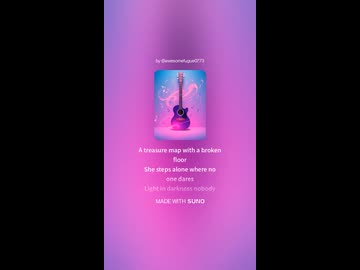 by @awesomefugue0773
A treasure map with a broken
floor
She steps alone where no
one dares
Light in darkness nobody
MADE WITH SUNO